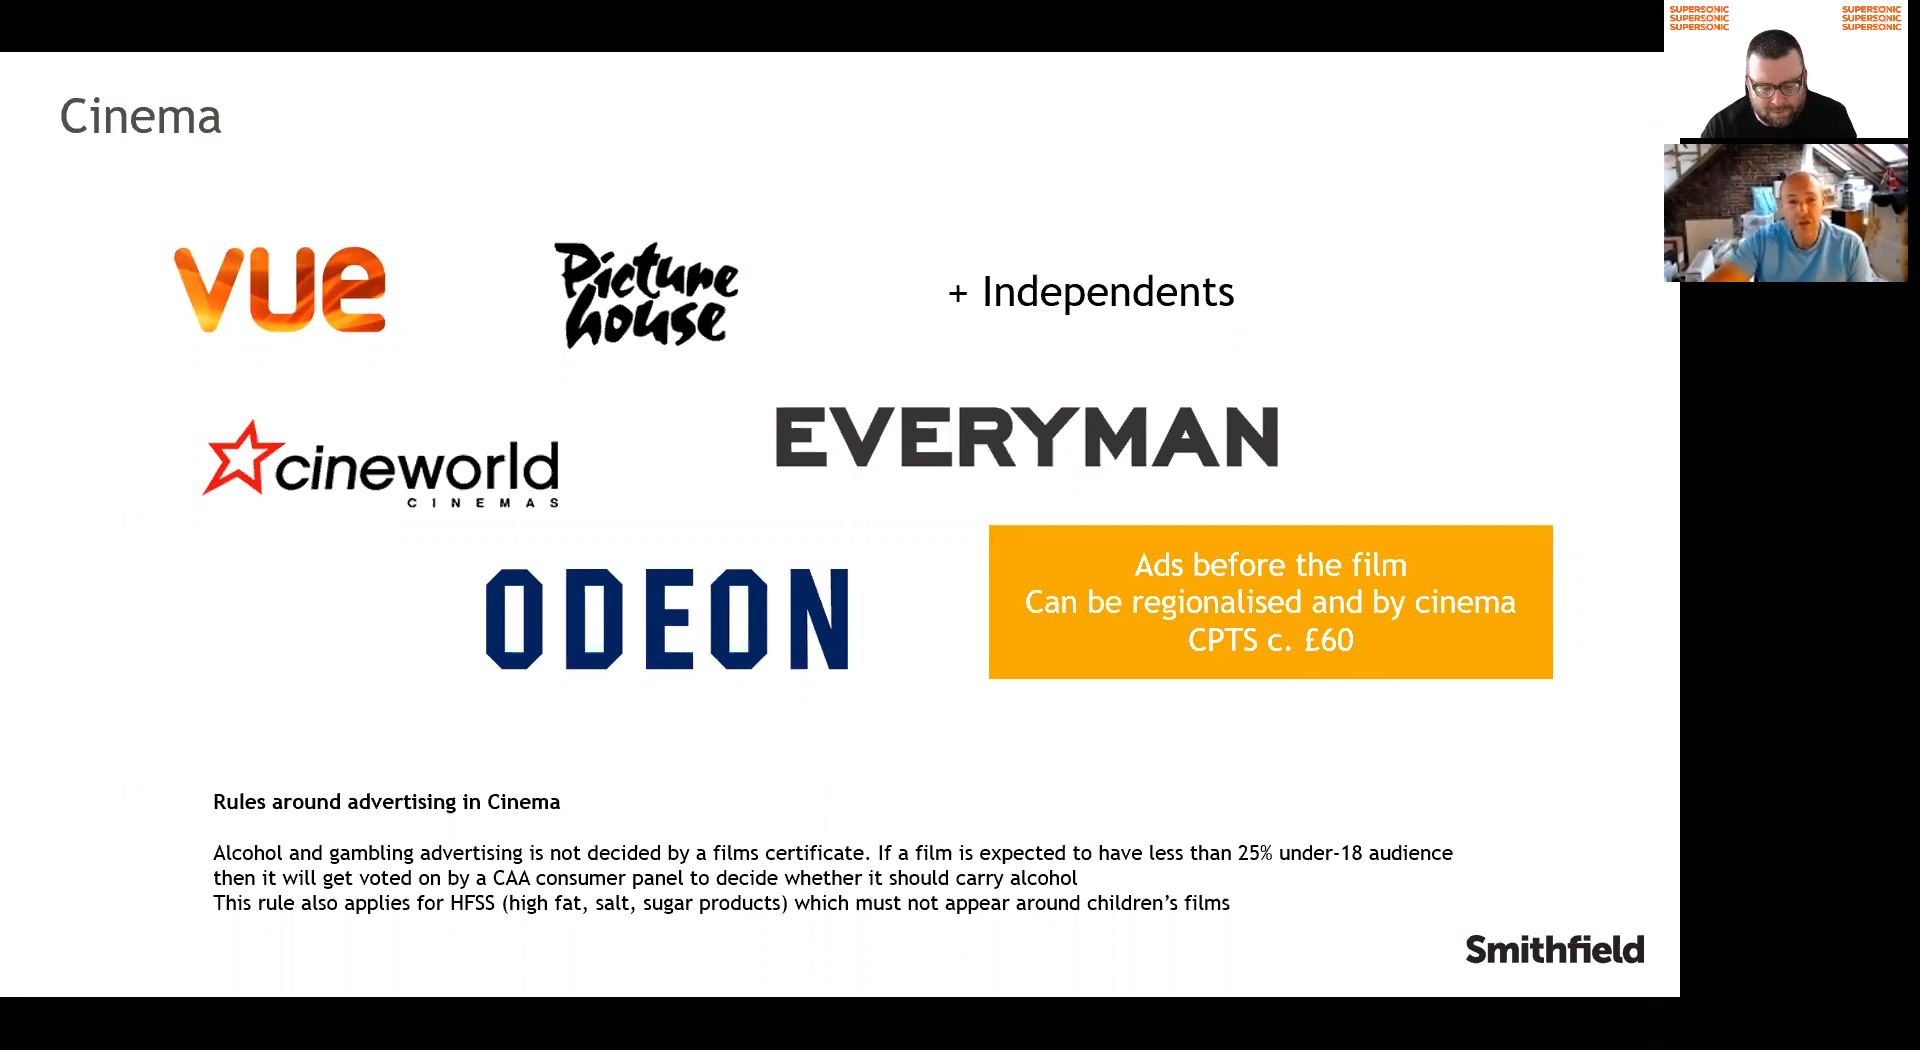 SUPERSONIC SUPERSONIC
SUPERSONIC SUPERSONIC
SUPERSONIC SUPERSONIC
Cinema
vue
Picture
house
+ Independents
cineworld
CINEMAS
EVERYMAN
ODEON
Ads before the film
Can be regionalised and by cinema
CPTS c. £60
Rules around advertising in Cinema
Alcohol and gambling advertising is not decided by a films certificate. If a film is expected to have less than 25% under-18 audience
then it will get voted on by a CAA consumer panel to decide whether it should carry alcohol
This rule also applies for HFSS (high fat, salt, sugar products) which must not appear around children’s films
Smithfield